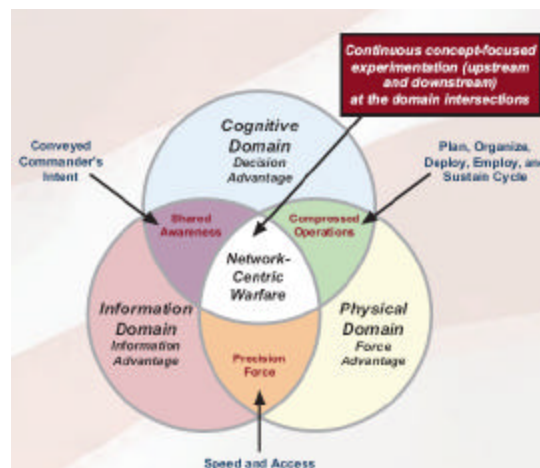 Continuous concept-focused
experimentation (upstream
and downstream)
at the domain intersections
Cognitive
Domain
Decision
Advantage
Conveyed
Commander's
Intent
Plan, Organize,
Deploy, Employ, and
Sustain Cycle
Shared
Awareness
Compressed
Operations
Network-
Centric
Warfare
Information
Domain
Information
Advantage
Physical
Domain
Force
Advantage
Precision
Force
Speed and Access